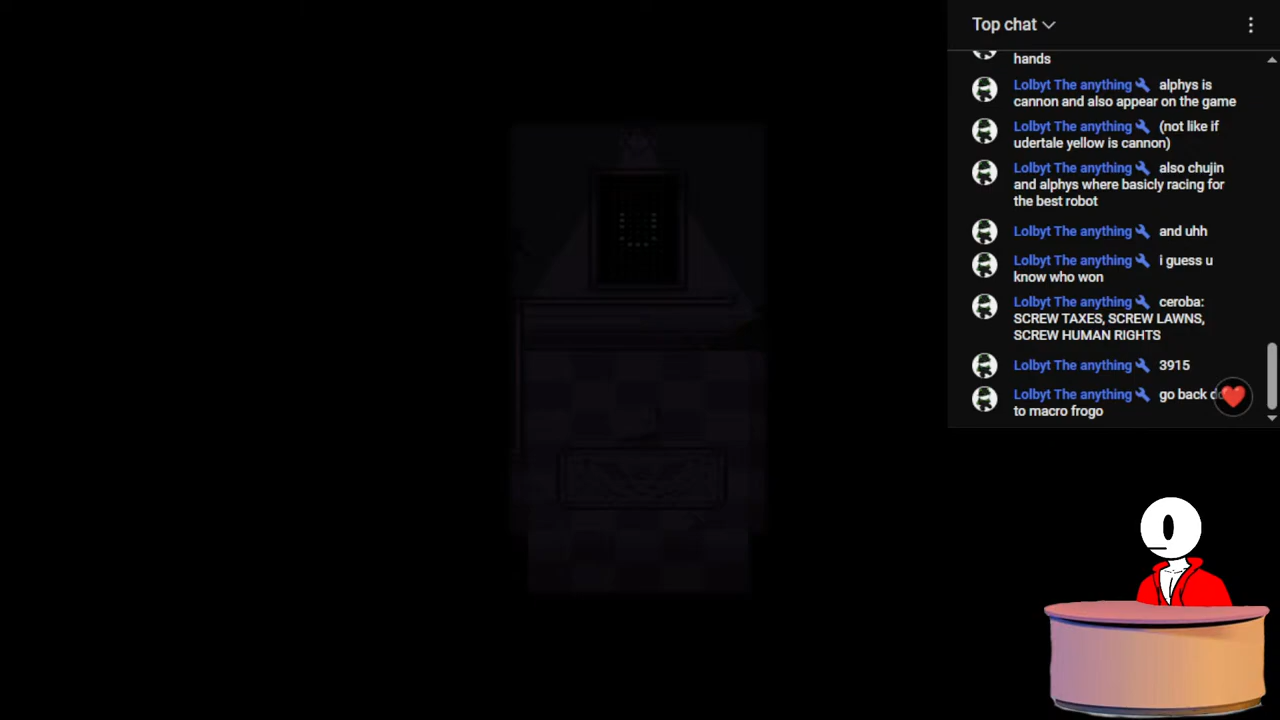 Top chat
hands
Lolbyt The anything alphys is
cannon and also appear on the game
Lolbyt The anything (not like if
udertale yellow is cannon)
Lolbyt The anything also chujin
and alphys where basicly racing for
the best robot
Lolbyt The anything and uhh
Lolbyt The anything i guess u
know who won
Lolbyt The anything ceroba:
SCREW TAXES, SCREW LAWNS,
SCREW HUMAN RIGHTS
Lolbyt The anything 3915
Lolbyt The anything go back
to macro frogo